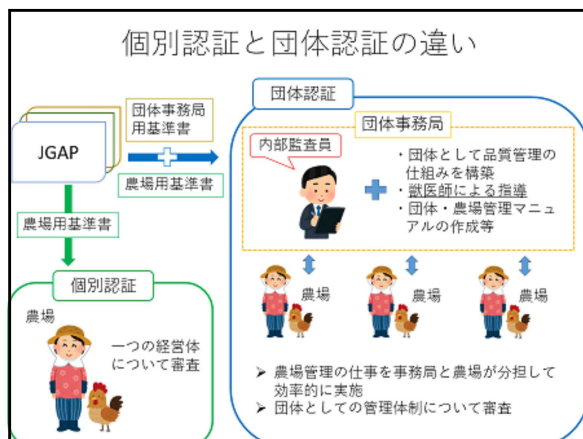 個別認証と団体認証の違い
JGAP
団体事務局
用基準書
農場用基準書
農場用基準書
個別認証
農場
一つの経営体
について審査
団体認証
団体事務局
内部監査員
・団体として品質管理の
仕組みを構築
・獣医師による指導
・団体・農場管理マニュ
アルの作成等
農場
農場
農場
➢ 農場管理の仕事を事務局と農場が分担して
効率的に実施
➢ 団体としての管理体制について審査